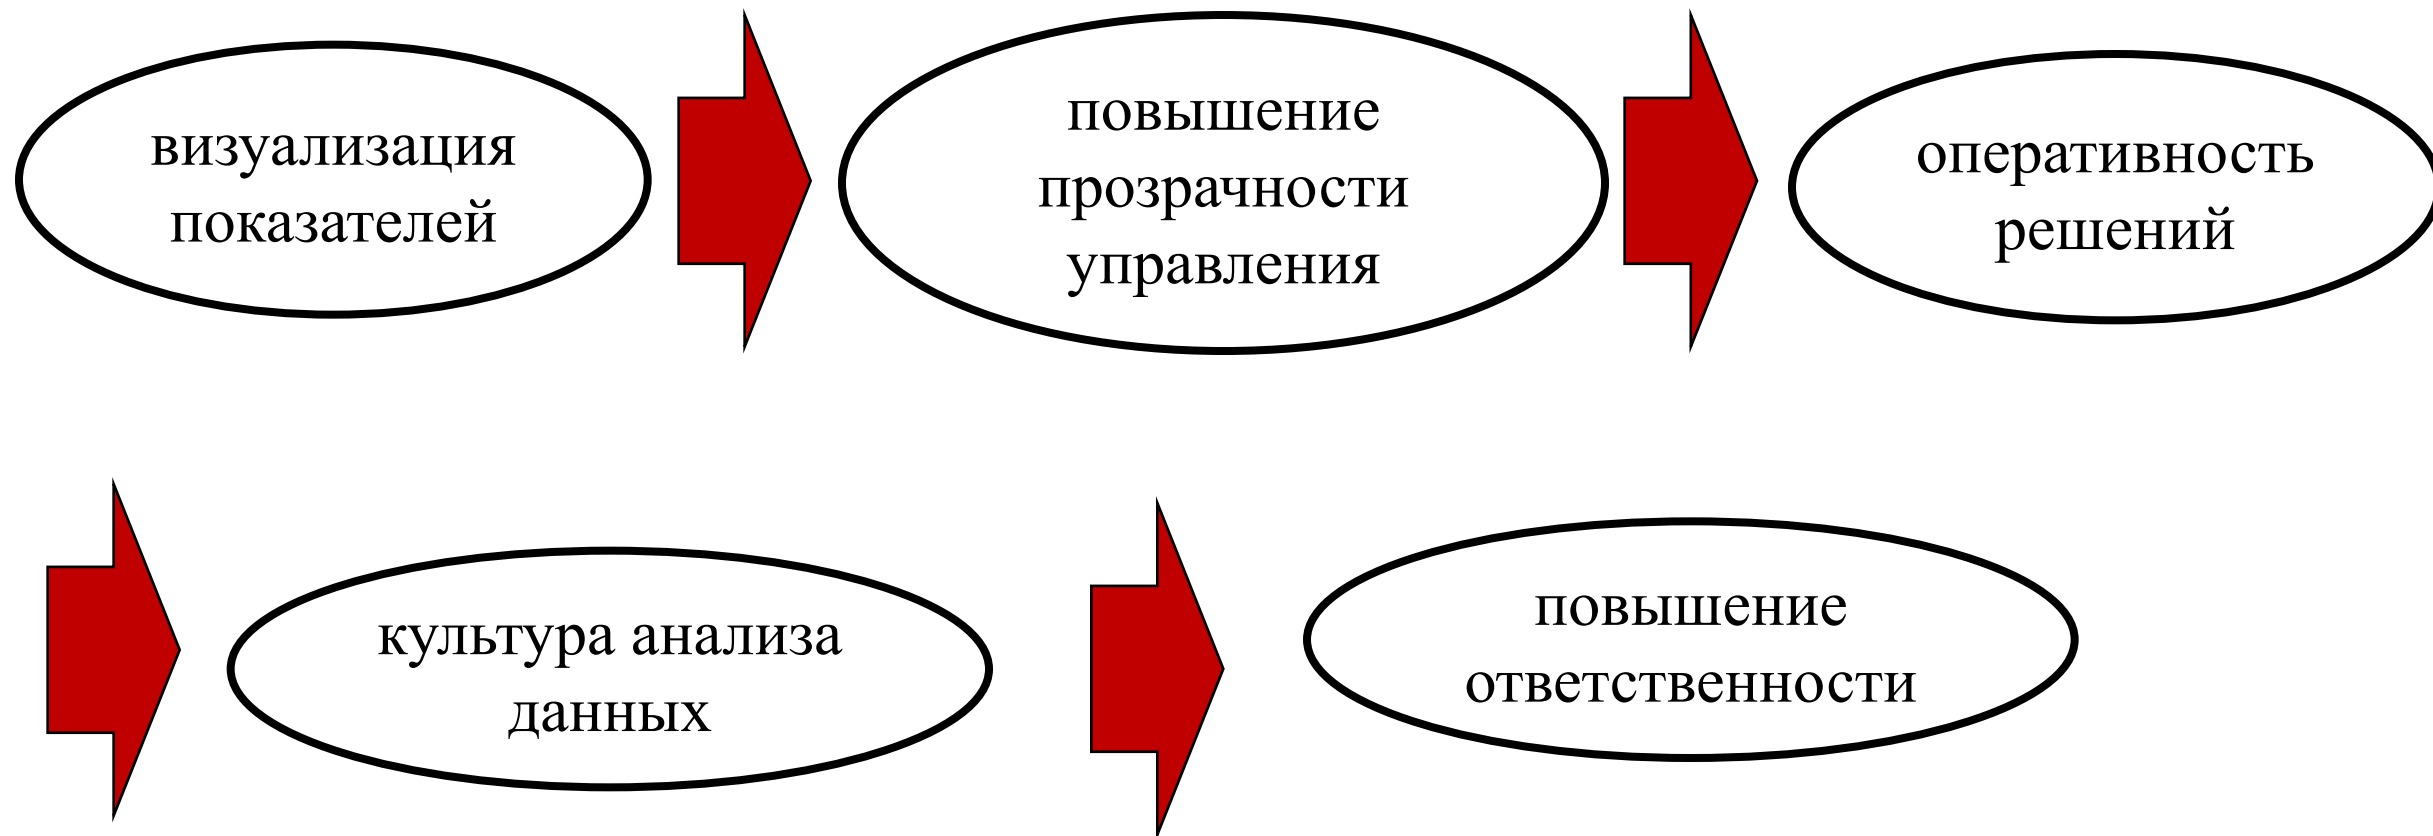 визуализация
показателей
повышение
прозрачности
управления
оперативность
решений
культура анализа
данных
повышение
ответственности